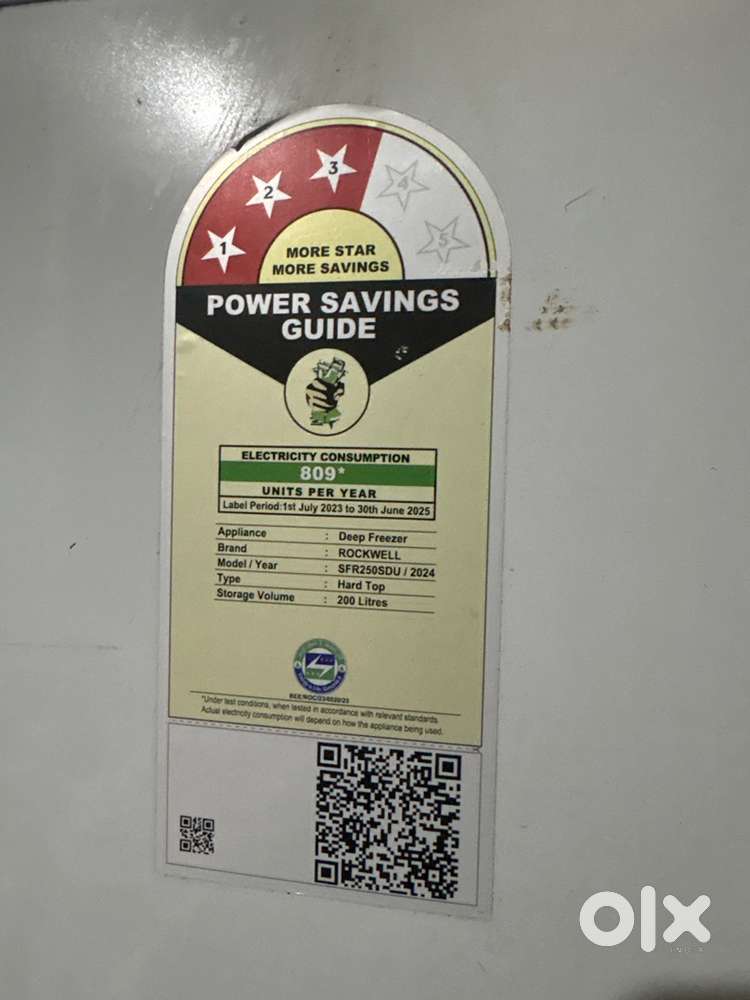 1
2
3
4
5
MORE STAR
MORE SAVINGS
POWER SAVINGS
GUIDE
ELECTRICITY CONSUMPTION
809*
UNITS PER YEAR
Label Period:1st July 2023 to 30th June 2025
Appliance : Deep Freezer
Brand : ROCKWELL
Model / Year : SFR250SDU / 2024
Type : Hard Top
Storage Volume : 200 Litres
*Under test conditions, when tested in accordance with relevant standards.
Actual electricity consumption will depend on how the appliance being used.
olx
INDIA